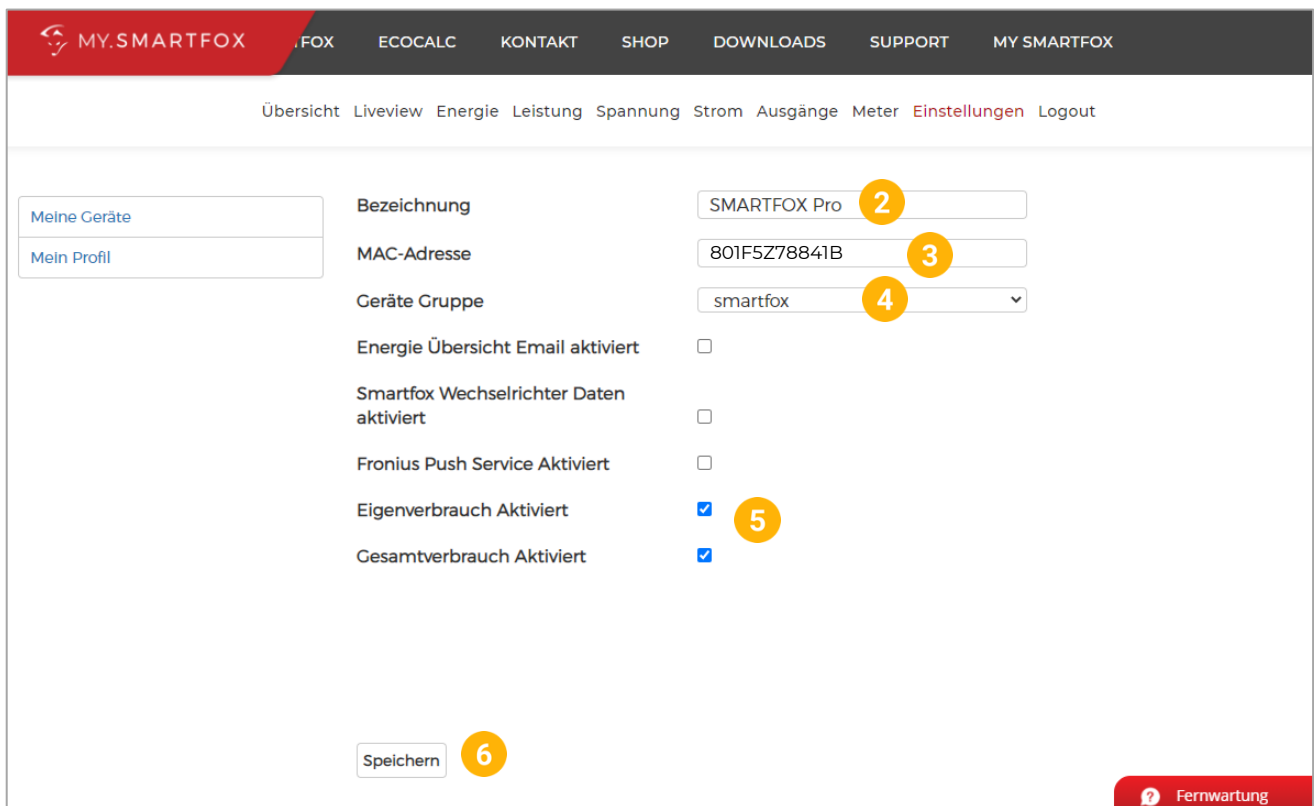 MY.SMARTFOX FOX ECOCALC KONTAKT SHOP DOWNLOADS SUPPORT MY SMARTFOX
Übersicht Liveview Energie Leistung Spannung Strom Ausgänge Meter Einstellungen Logout
Meine Geräte
Mein Profil
Bezeichnung SMARTFOX Pro 2
MAC-Adresse 801F5Z78841B 3
Geräte Gruppe smartfox 4
Energie Übersicht Email aktiviert
Smartfox Wechselrichter Daten
aktiviert
Fronius Push Service Aktiviert
Eigenverbrauch Aktiviert 5
Gesamtverbrauch Aktiviert
Speichern 6
Fernwartung